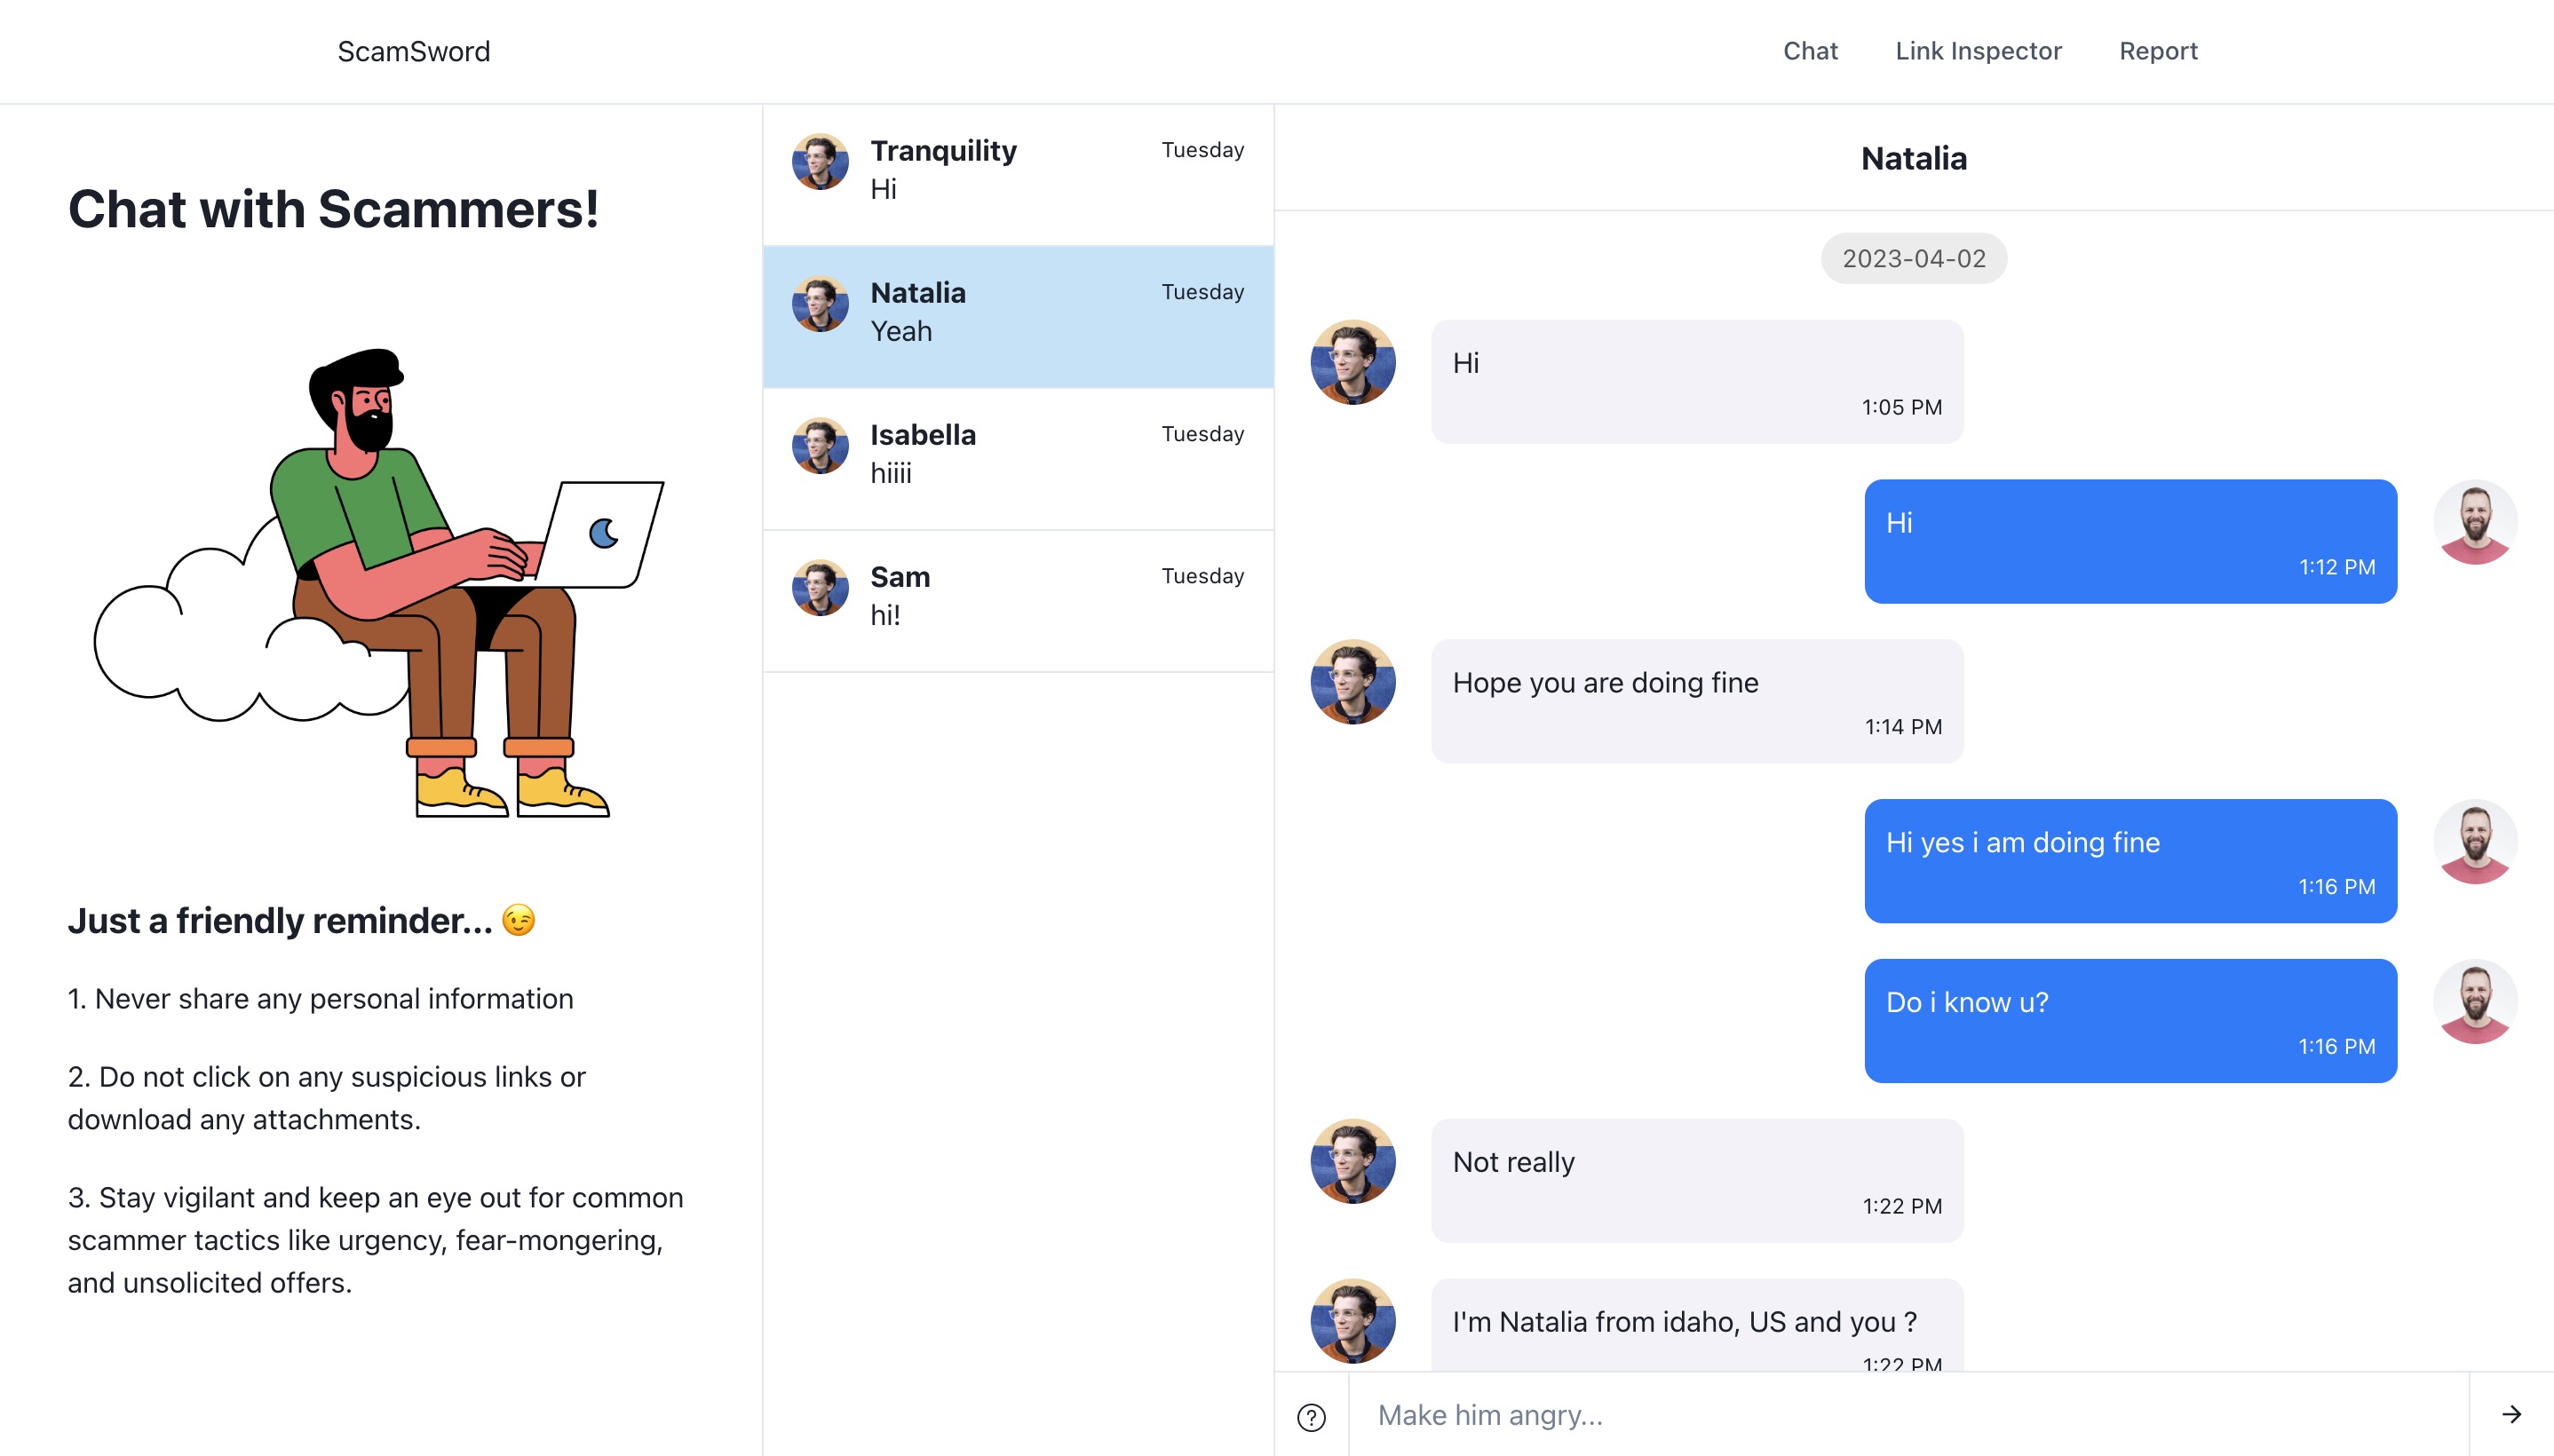 ScamSword
Chat
Link Inspector
Report
Chat with Scammers!
Just a friendly reminder... 😉
1. Never share any personal information
2. Do not click on any suspicious links or
download any attachments.
3. Stay vigilant and keep an eye out for common
scammer tactics like urgency, fear-mongering,
and unsolicited offers.
Tranquility
Tuesday
Hi
Natalia
Tuesday
Yeah
Isabella
Tuesday
hiiii
Sam
Tuesday
hi!
Natalia
2023-04-02
Hi
1:05 PM
Hi
1:12 PM
Hope you are doing fine
1:14 PM
Hi yes i am doing fine
1:16 PM
Do i know u?
1:16 PM
Not really
1:22 PM
I'm Natalia from idaho, US and you ?
1:22 PM
Make him angry...